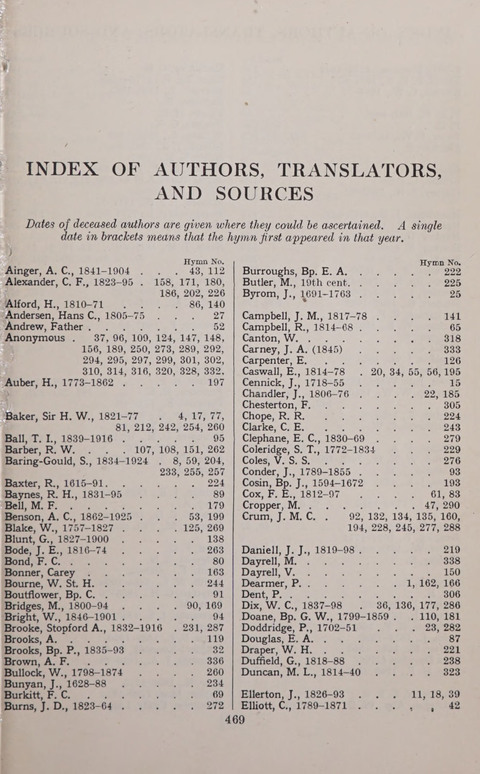 INDEX OF AUTHORS, TRANSLATORS,
AND SOURCES
Dates of deceased authors are given where they could be ascertained. A single
date in brackets means that the hymn first appeared in that year.
Hymn No.
Ainger, A. C., 1841–1904 . . . 43, 112
Alexander, C. F., 1823–95 . 158, 171, 180,
186, 202, 226
Alford, H., 1810–71 . . . . 86, 140
Andersen, Hans C., 1805–75 . . . 27
Andrew, Father . . . . . . 52
Anonymous . 37, 96, 109, 124, 147, 148,
156, 189, 250, 273, 289, 292,
294, 295, 297, 299, 301, 302,
310, 314, 316, 320, 328, 332.
Auber, H., 1773–1862 . . . . . 197
Baker, Sir H. W., 1821–77 . 4, 17, 77,
81, 212, 242, 254, 260
Ball, T. I., 1839–1916 . . . . . 95
Barber, R. W. . . 107, 108, 151, 262
Baring-Gould, S., 1834–1924 . 8, 59, 204,
233, 255, 257
Baxter, R., 1615–91. . . . . . 224
Baynes, R. H., 1831–95 . . . . 89
Bell, M. F. . . . . . . . 179
Benson, A. C., 1862–1925 . . . 53, 199
Blake, W., 1757–1827 . . . . 125, 269
Blunt, G., 1827–1900 . . . . 138
Bode, J. E., 1816–74 . . . . 263
Bond, F. C. . . . . . . . 80
Bonner, Carey . . . . . . 163
Bourne, W. St. H. . . . . . 244
Boutflower, Bp. C. . . . . . 91
Bridges, M., 1800–94 . . . . 90, 169
Bright, W., 1846–1901 . . . . . 94
Brooke, Stopford A., 1832–1916 . 231, 287
Brooks, A. . . . . . . . 119
Brooks, Bp. P., 1835–93 . . . . 32
Brown, A. F. . . . . . . 336
Bullock, W., 1798–1874 . . . . 260
Bunyan, J., 1628–88 . . . . . 234
Burkitt, F. C. . . . . . . 69
Burns, J. D., 1823–64 . . . . . 272
Hymn No.
Burroughs, Bp. E. A. . . . . . 222
Butler, M., 19th cent. . . . . . 225
Byrom, J., 1691–1763 . . . . . 25
Campbell, J. M., 1817–78 . . . . 141
Campbell, R., 1814–68 . . . . . 65
Canton, W. . . . . . . . 318
Carney, J. A. (1845) . . . . . 333
Carpenter, E. . . . . . . 126
Caswall, E., 1814–78 . 20, 34, 55, 56, 195
Cennick, J., 1718–55 . . . . . 15
Chandler, J., 1806–76 . . . . 22, 185
Chesterton, F. . . . . . . 305
Chope, R. R. . . . . . . 224
Clarke, C. E. . . . . . . 243
Clephane, E. C., 1830–69 . . . . 279
Coleridge, S. T., 1772–1834 . . . 229
Coles, V. S. S. . . . . . . 276
Conder, J., 1789–1855 . . . . . 93
Cosin, Bp. J., 1594–1672 . . . . 193
Cox, F. E., 1812–97 . . . . 61, 83
Cropper, M. . . . . . . 47, 290
Crum, J. M. C. . 92, 132, 134, 135, 160,
194, 228, 245, 277, 288
Daniell, J. J., 1819–98 . . . . . 219
Dayrell, M. . . . . . . . 338
Dayrell, V. . . . . . . . 150
Dearmer, P. . . . . . 1, 162, 166
Dent, P. . . . . . . . . 306
Dix, W. C., 1837–98 . . 36, 136, 177, 286
Doane, Bp. G. W., 1799–1859 . . 110, 181
Doddridge, P., 1702–51 . . . 23, 282
Douglas, E. A. . . . . . . 87
Draper, W. H. . . . . . . 221
Duffield, G., 1818–88 . . . . . 238
Duncan, M. L., 1814–40 . . . . 323
Ellerton, J., 1826–93 . . . 11, 18, 39
Elliott, C., 1789–1871 . . . . . 42
469